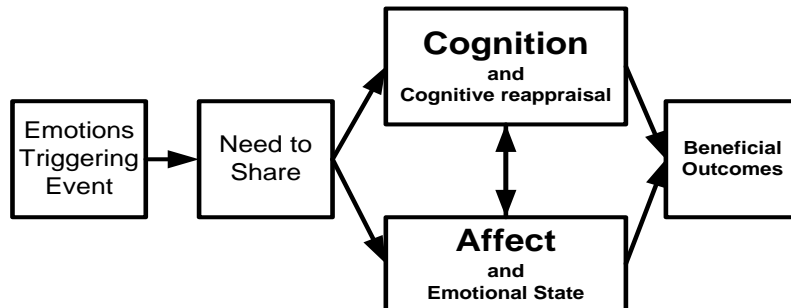 Emotions
Triggering
Event
Need to
Share
Cognition
and
Cognitive reappraisal
Affect
and
Emotional State
Beneficial
Outcomes